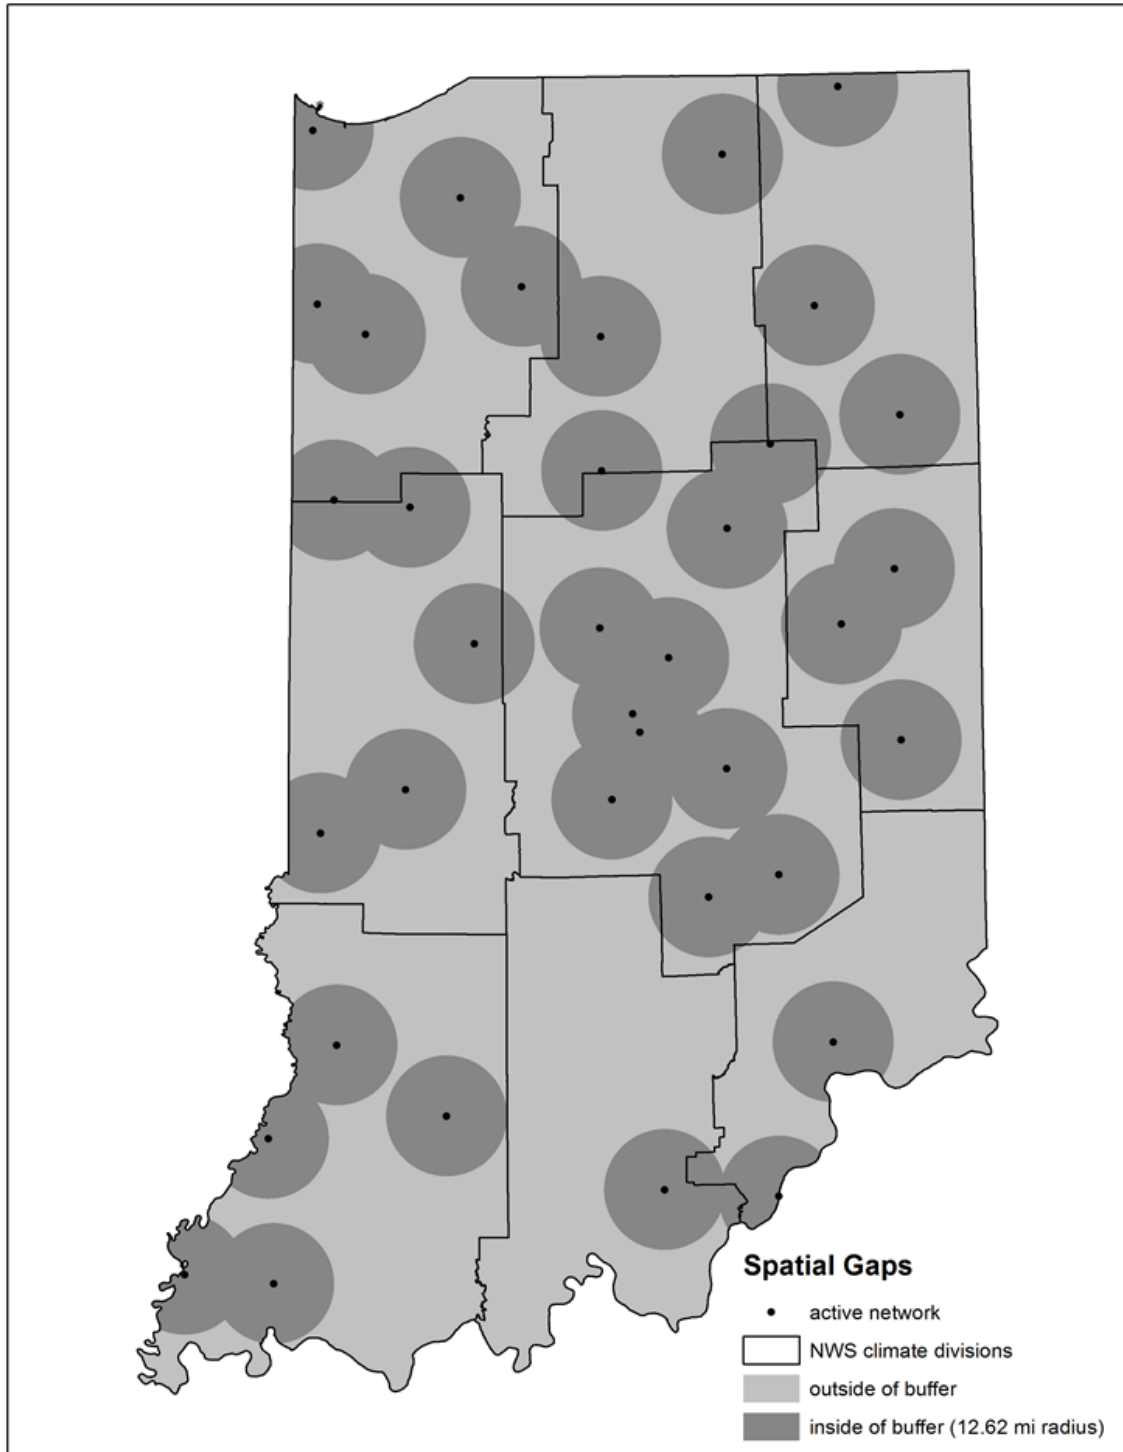 Spatial Gaps
active network
NWS climate divisions
outside of buffer
inside of buffer (12.62 mi radius)